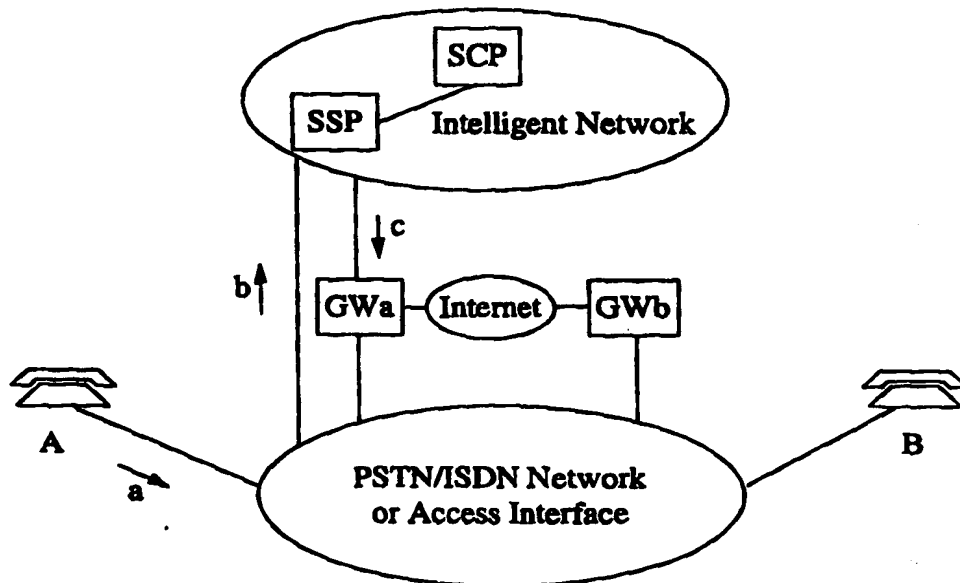 SCP
SSP
Intelligent Network
c
b
GWa
Internet
GWb
A
B
a
PSTN/ISDN Network
or Access Interface